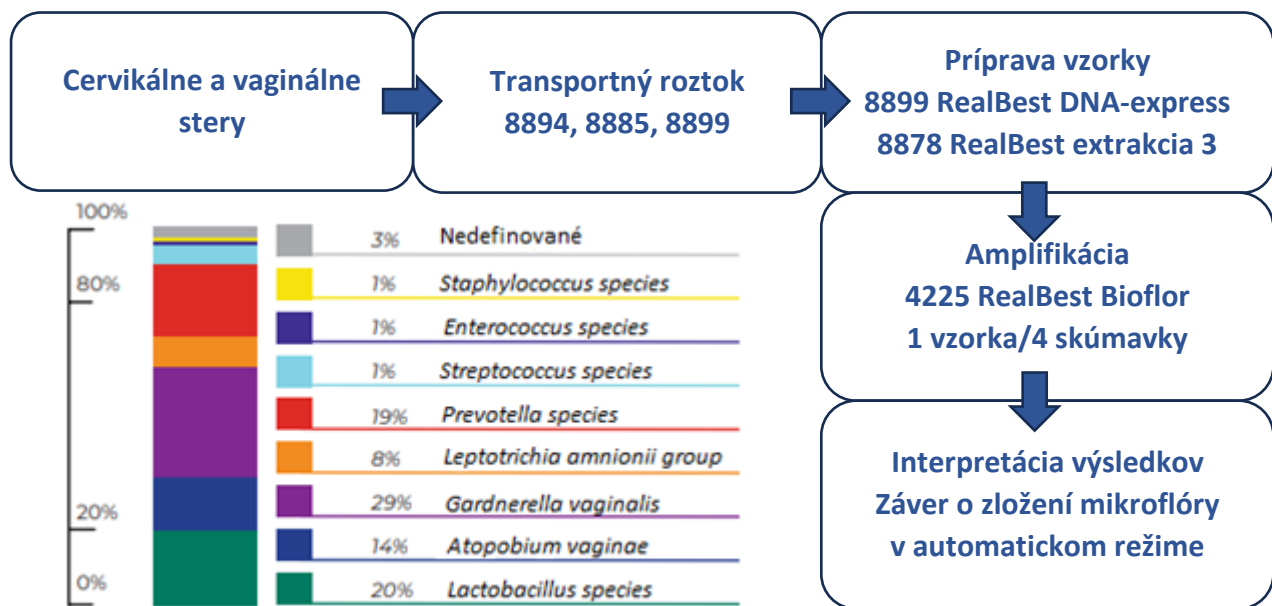 Cervikálne a vaginálne
stery
Transportný roztok
8894, 8885, 8899
Príprava vzorky
8899 RealBest DNA-express
8878 RealBest extrakcia 3
Amplifikácia
4225 RealBest Bioflor
1 vzorka/4 skúmavky
Interpretácia výsledkov
Záver o zložení mikroflóry
v automatickom režime
100%
80%
20%
0%
3% Nedefinované
1% Staphylococcus species
1% Enterococcus species
1% Streptococcus species
19% Prevotella species
8% Leptotrichia amnionii group
29% Gardnerella vaginalis
14% Atopobium vaginae
20% Lactobacillus species